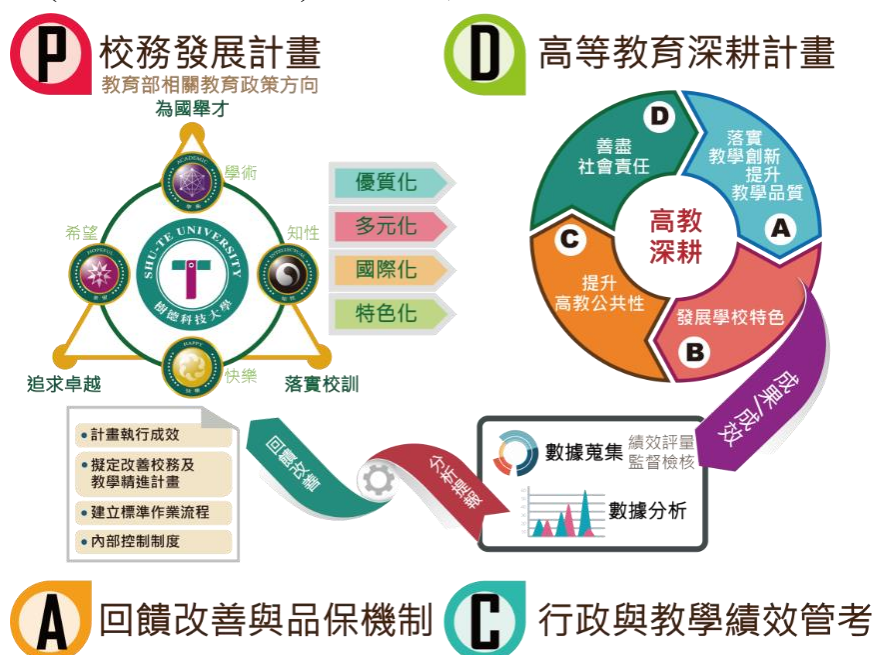 P 校務發展計畫
教育部相關教育政策方向
為國舉才
ACADEMIC
學術
希望
HOPEFUL
知性
SHU-TE UNIVERSITY
樹德科技大學
HAPPY
快樂
追求卓越
落實校訓
優質化
多元化
國際化
特色化
D 高等教育深耕計畫
D
善盡
社會責任
落實
教學創新
提升
教學品質
A
高教
深耕
C
提升
高教公共性
發展學校特色
B
成果/成效
數據蒐集
績效評量
監督檢核
數據分析
分析提報
回饋改善
計畫執行成效
擬定改善校務及
教學精進計畫
建立標準作業流程
內部控制制度
A 回饋改善與品保機制
C 行政與教學績效管考